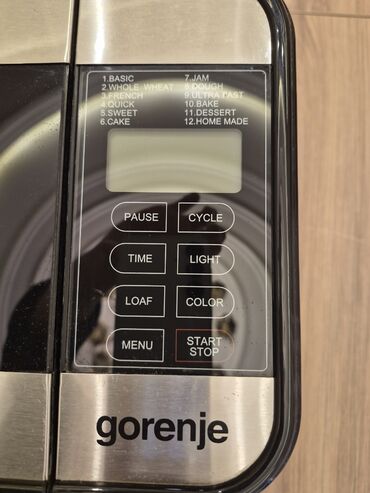 1.BASIC
2.WHOLE WHEAT
3.FRENCH
4.QUICK
5.SWEET
6.CAKE
7.JAM
8.DOUGH
9.ULTRA FAST
10.BAKE
11.DESSERT
12.HOME MADE
PAUSE
CYCLE
TIME
LIGHT
LOAF
COLOR
MENU
START
STOP
gorenje